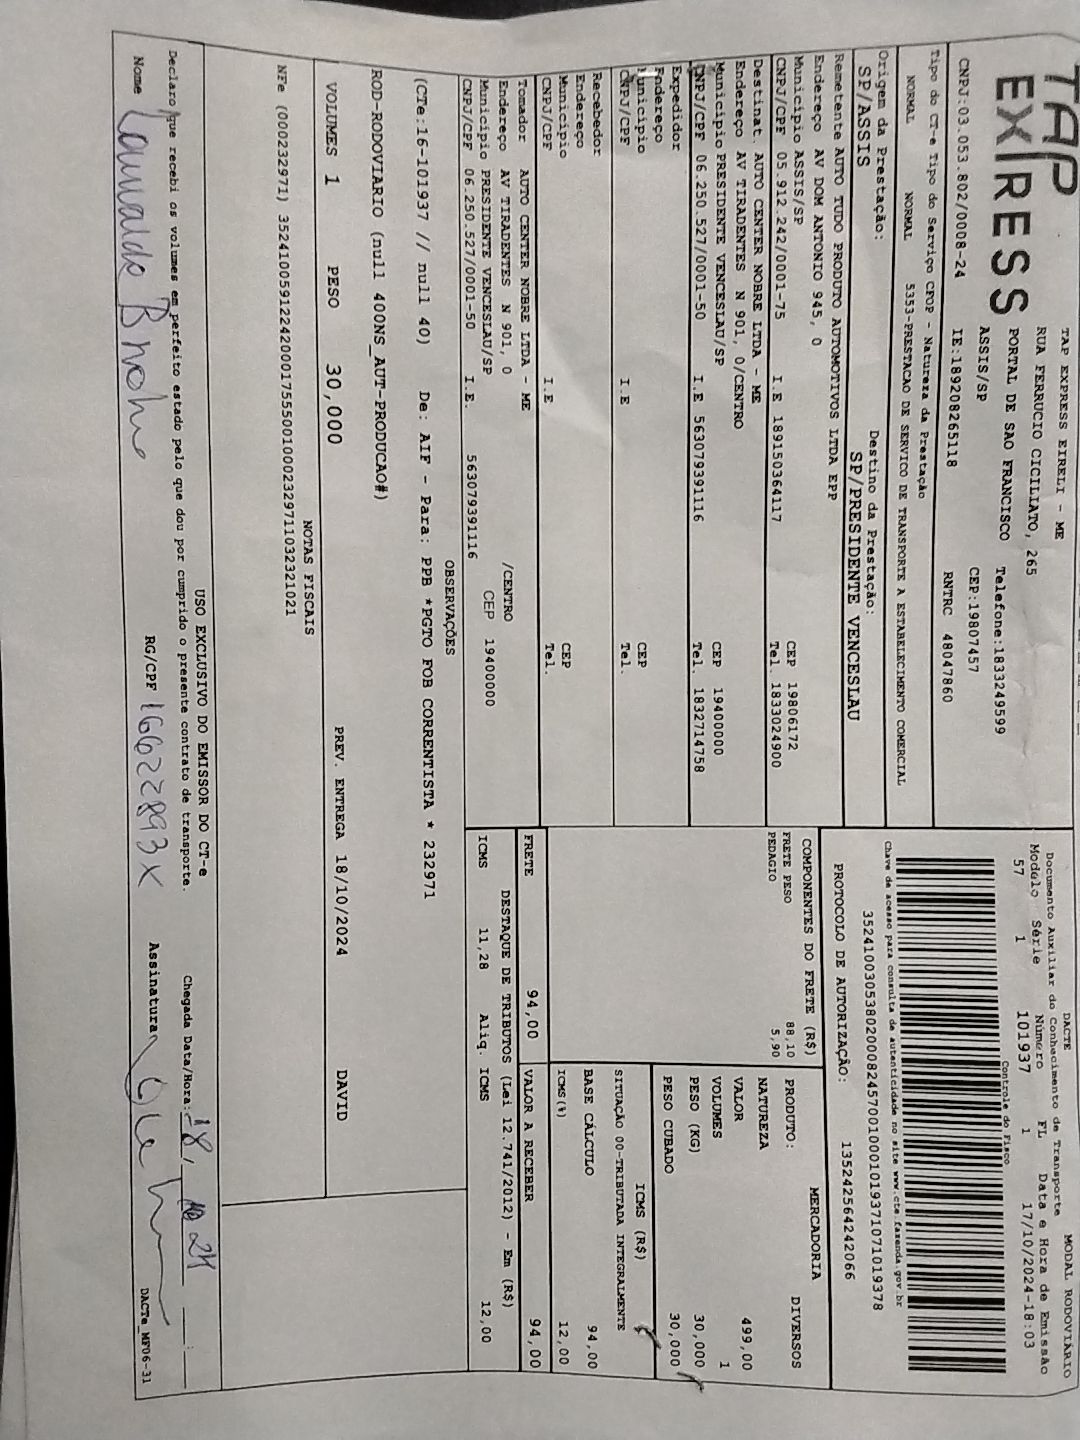 TAP
EXPRESS
TAP EXPRESS EIRELI - ME
RUA FERRUCIO CICILIATO, 265
PORTAL DE SAO FRANCISCO Telefone:1833249599
ASSIS/SP CEP:19807457
CNPJ:03.053.802/0008-24 IE:189208265118 RNTRC 48047860
Tipo do CT-e Tipo do Serviço CFOP - Natureza da Prestação
NORMAL NORMAL 5353-PRESTACAO DE SERVICO DE TRANSPORTE A ESTABELECIMENTO COMERCIAL
Origem da Prestação: Destino da Prestação:
SP/ASSIS SP/PRESIDENTE VENCESLAU
DACTE MODAL RODOVIÁRIO
Documento Auxiliar do Conhecimento de Transporte
Modelo Série Número FL Data e Hora de Emissão
57 1 101937 1 17/10/2024-18:03
Controle do Fisco
Chave de acesso para consulta de autenticidade no site www.cte.fazenda.gov.br
35241003053802000824570010001019371071019378
PROTOCOLO DE AUTORIZAÇÃO: 135242564242066
Remetente AUTO TUDO PRODUTO AUTOMOTIVOS LTDA EPP
Endereço AV DOM ANTONIO 945, 0
Município ASSIS/SP CEP 19806172
CNPJ/CPF 05.912.242/0001-75 I.E 189150364117 Tel. 1833024900
Destinat. AUTO CENTER NOBRE LTDA - ME
Endereço AV TIRADENTES N 901, 0/CENTRO
Município PRESIDENTE VENCESLAU/SP CEP 19400000
CNPJ/CPF 06.250.527/0001-50 I.E 563079391116 Tel. 1832714758
Expedidor
Endereço
Município CEP
CNPJ/CPF I.E Tel.
Recebedor
Endereço
Município CEP
CNPJ/CPF I.E Tel.
Tomador AUTO CENTER NOBRE LTDA - ME
Endereço AV TIRADENTES N 901, 0 /CENTRO
Município PRESIDENTE VENCESLAU/SP CEP 19400000
CNPJ/CPF 06.250.527/0001-50 I.E. 563079391116
COMPONENTES DO FRETE (R$)
FRETE PESO 88,10
PEDAGIO 5,90
MERCADORIA
PRODUTO: DIVERSOS
NATUREZA
VALOR 499,00
VOLUMES 1
PESO (KG) 30,000
PESO CUBADO 30,000
ICMS (R$)
SITUAÇÃO 00-TRIBUTADA INTEGRALMENTE
BASE CÁLCULO 94,00
ICMS(%) 12,00
FRETE 94,00 VALOR A RECEBER 94,00
DESTAQUE DE TRIBUTOS (Lei 12.741/2012) - Em (R$)
ICMS 11,28 Aliq. ICMS 12,00
OBSERVAÇÕES
(CTe:16-101937 // null 40) De: AIF - Para: PPB *PGTO FOB CORRENTISTA * 232971
ROD-RODOVIARIO (null 400NS_AUT-PRODUCAO#)
VOLUMES 1 PESO 30,000 PREV. ENTREGA 18/10/2024 DAVID
NOTAS FISCAIS
NFe (000232971) 35241005912242000175550010002329711032321021
USO EXCLUSIVO DO EMISSOR DO CT-e
Declaro que recebi os volumes em perfeito estado pelo que dou por cumprido o presente contrato de transporte. Chegada Data/Hora: 18/10/24
Nome RG/CPF 16622893X Assinatura
DACTe_MF06-31